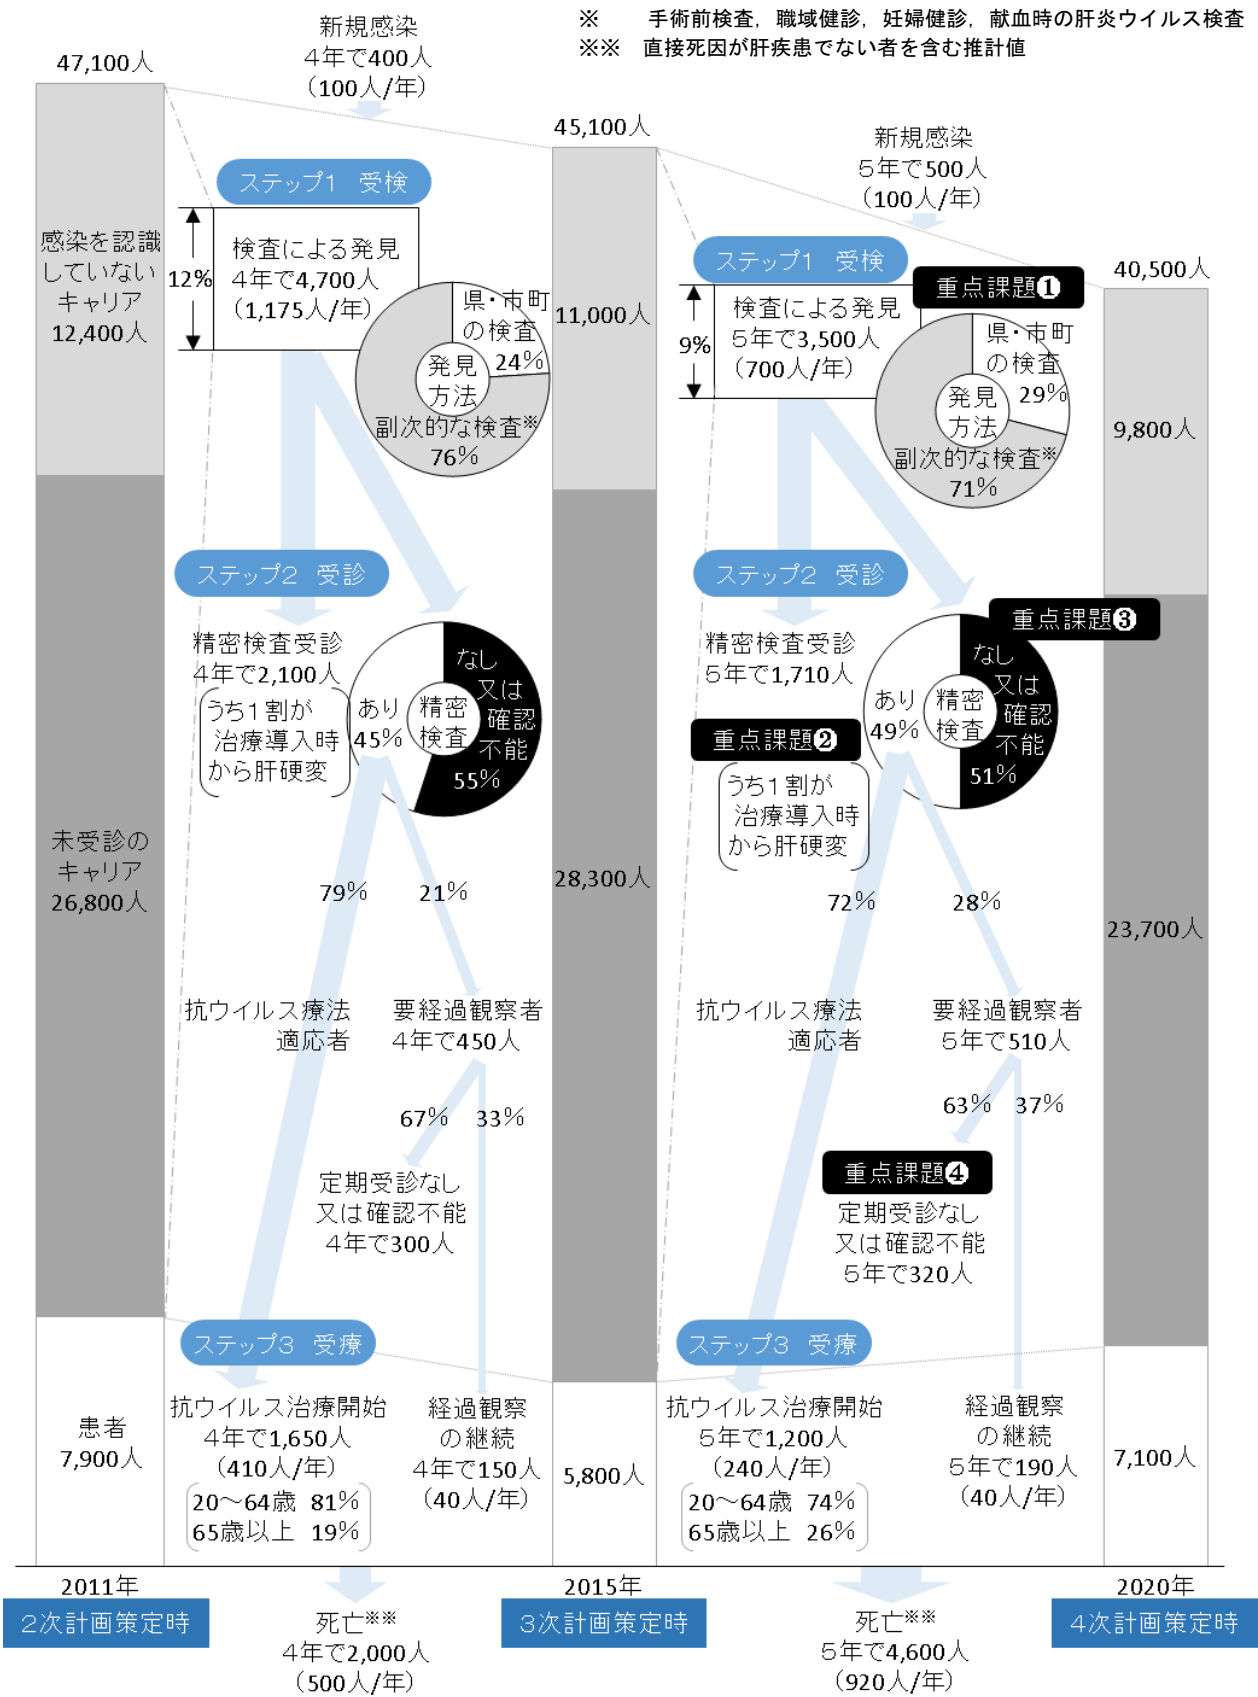 ※　手術前検査，職域健診，妊婦健診，献血時の肝炎ウイルス検査
※※　直接死因が肝疾患でない者を含む推計値
47,100人
感染を認識
していない
キャリア
12,400人
未受診の
キャリア
26,800人
患者
7,900人
2011年
2次計画策定時
新規感染
4年で400人
（100人/年）
ステップ1　受検
12%
検査による発見
4年で4,700人
（1,175人/年）
県・市町
の検査
24%
発見
方法
副次的な検査※
76%
ステップ2　受診
精密検査受診
4年で2,100人
うち1割が
治療導入時
から肝硬変
あり
45%
精密
検査
なし
又は
確認
不能
55%
79%
21%
抗ウイルス療法
適応者
要経過観察者
4年で450人
67%
33%
定期受診なし
又は確認不能
4年で300人
ステップ3　受療
抗ウイルス治療開始
4年で1,650人
（410人/年）
20～64歳 81%
65歳以上 19%
経過観察
の継続
4年で150人
（40人/年）
死亡※※
4年で2,000人
（500人/年）
45,100人
11,000人
28,300人
5,800人
2015年
3次計画策定時
新規感染
5年で500人
（100人/年）
ステップ1　受検
重点課題❶
9%
検査による発見
5年で3,500人
（700人/年）
県・市町
の検査
29%
発見
方法
副次的な検査※
71%
ステップ2　受診
重点課題❸
精密検査受診
5年で1,710人
重点課題❷
うち1割が
治療導入時
から肝硬変
あり
49%
精密
検査
なし
又は
確認
不能
51%
72%
28%
抗ウイルス療法
適応者
要経過観察者
5年で510人
63%
37%
重点課題❹
定期受診なし
又は確認不能
5年で320人
ステップ3　受療
抗ウイルス治療開始
5年で1,200人
（240人/年）
20～64歳 74%
65歳以上 26%
経過観察
の継続
5年で190人
（40人/年）
死亡※※
5年で4,600人
（920人/年）
40,500人
9,800人
23,700人
7,100人
2020年
4次計画策定時